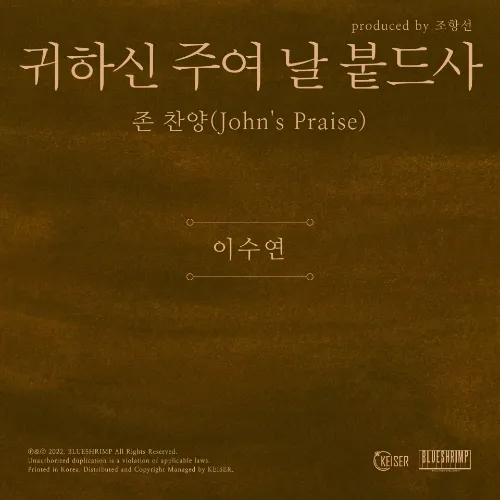 produced by 조항선
귀하신 주여 날 붙드사
존 찬양(John's Praise)
이수연
℗&© 2022. BLUESHRIMP All Rights Reserved.
Unauthorized duplication is a violation of applicable laws.
Printed in Korea. Distributed and Copyright Managed by KEISER.
KEISER
BLUESHRIMP